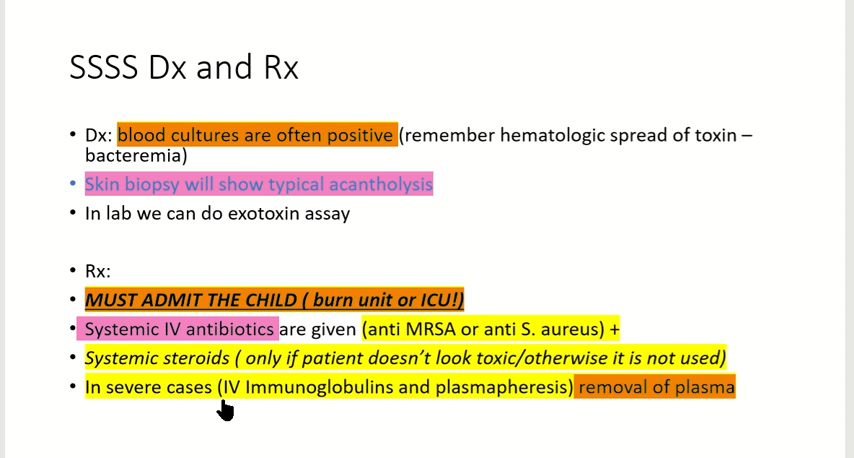 SSSS Dx and Rx
• Dx: blood cultures are often positive (remember hematologic spread of toxin –
bacteremia)
• Skin biopsy will show typical acantholysis
• In lab we can do exotoxin assay
• Rx:
• MUST ADMIT THE CHILD ( burn unit or ICU!)
• Systemic IV antibiotics are given (anti MRSA or anti S. aureus) +
• Systemic steroids ( only if patient doesn't look toxic/otherwise it is not used)
• In severe cases (IV Immunoglobulins and plasmapheresis) removal of plasma